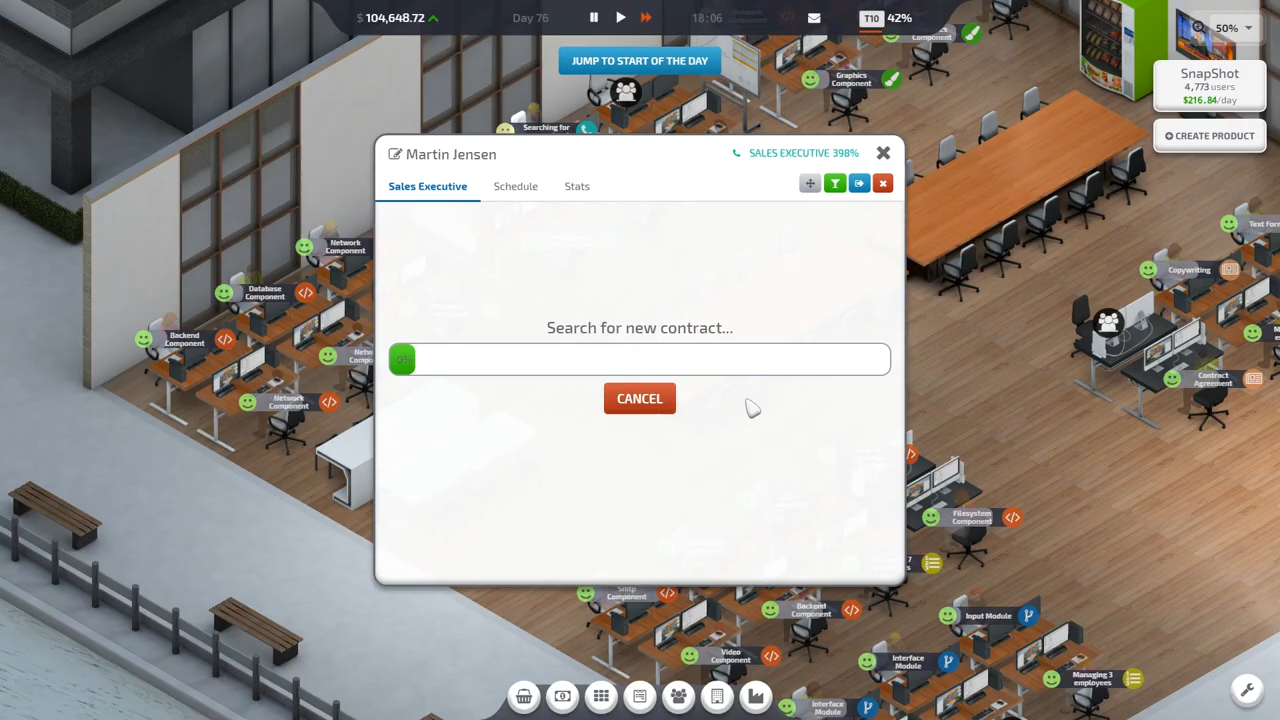 $ 104,648.72
Day 76
18:06
T10 42%
50%
JUMP TO START OF THE DAY
SnapShot
4,773 users
$216.84/day
CREATE PRODUCT
Graphics
Component
Searching for
Martin Jensen
SALES EXECUTIVE 398%
Sales Executive
Schedule
Stats
Search for new contract...
0%
CANCEL
Network
Component
Database
Component
Backend
Component
Network
Component
Copywriting
Contract
Agreement
Filesystem
Component
Smtp
Component
Backend
Component
Video
Component
Input Module
Interface
Module
Managing 3
employees
Interface
Module